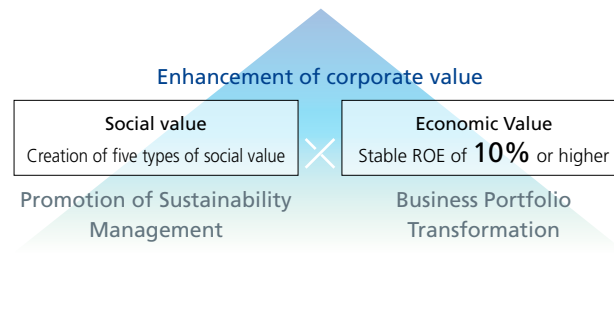 Enhancement of corporate value
Social value
Creation of five types of social value
×
Economic Value
Stable ROE of 10% or higher
Promotion of Sustainability
Management
Business Portfolio
Transformation